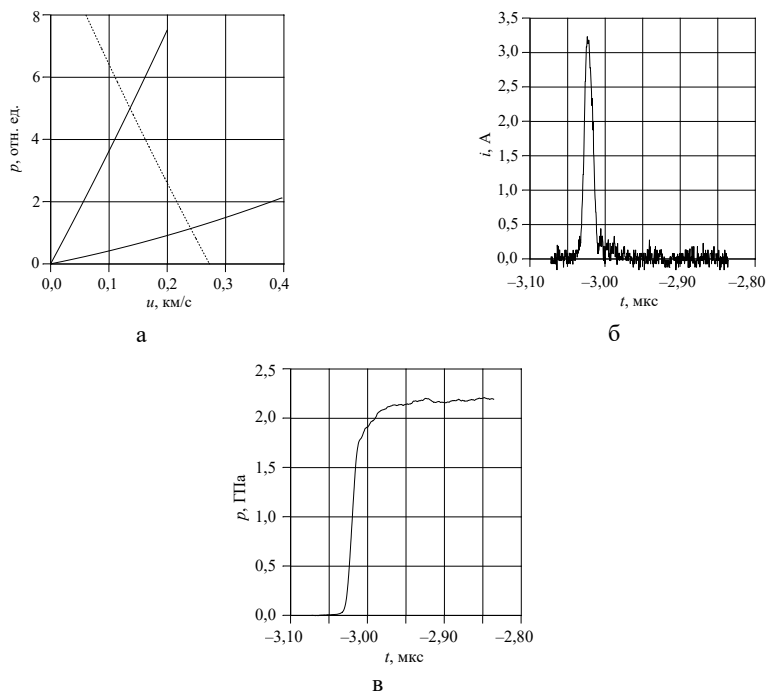 8
6
4
2
0
p, отн. ед.
0,0 0,1 0,2 0,3 0,4
u, км/с
а
3,5
3,0
2,5
2,0
1,5
1,0
0,5
0,0
i, А
–3,10 –3,00 –2,90 –2,80
t, мкс
б
2,5
2,0
1,5
1,0
0,5
0,0
p, ГПа
–3,10 –3,00 –2,90 –2,80
t, мкс
в